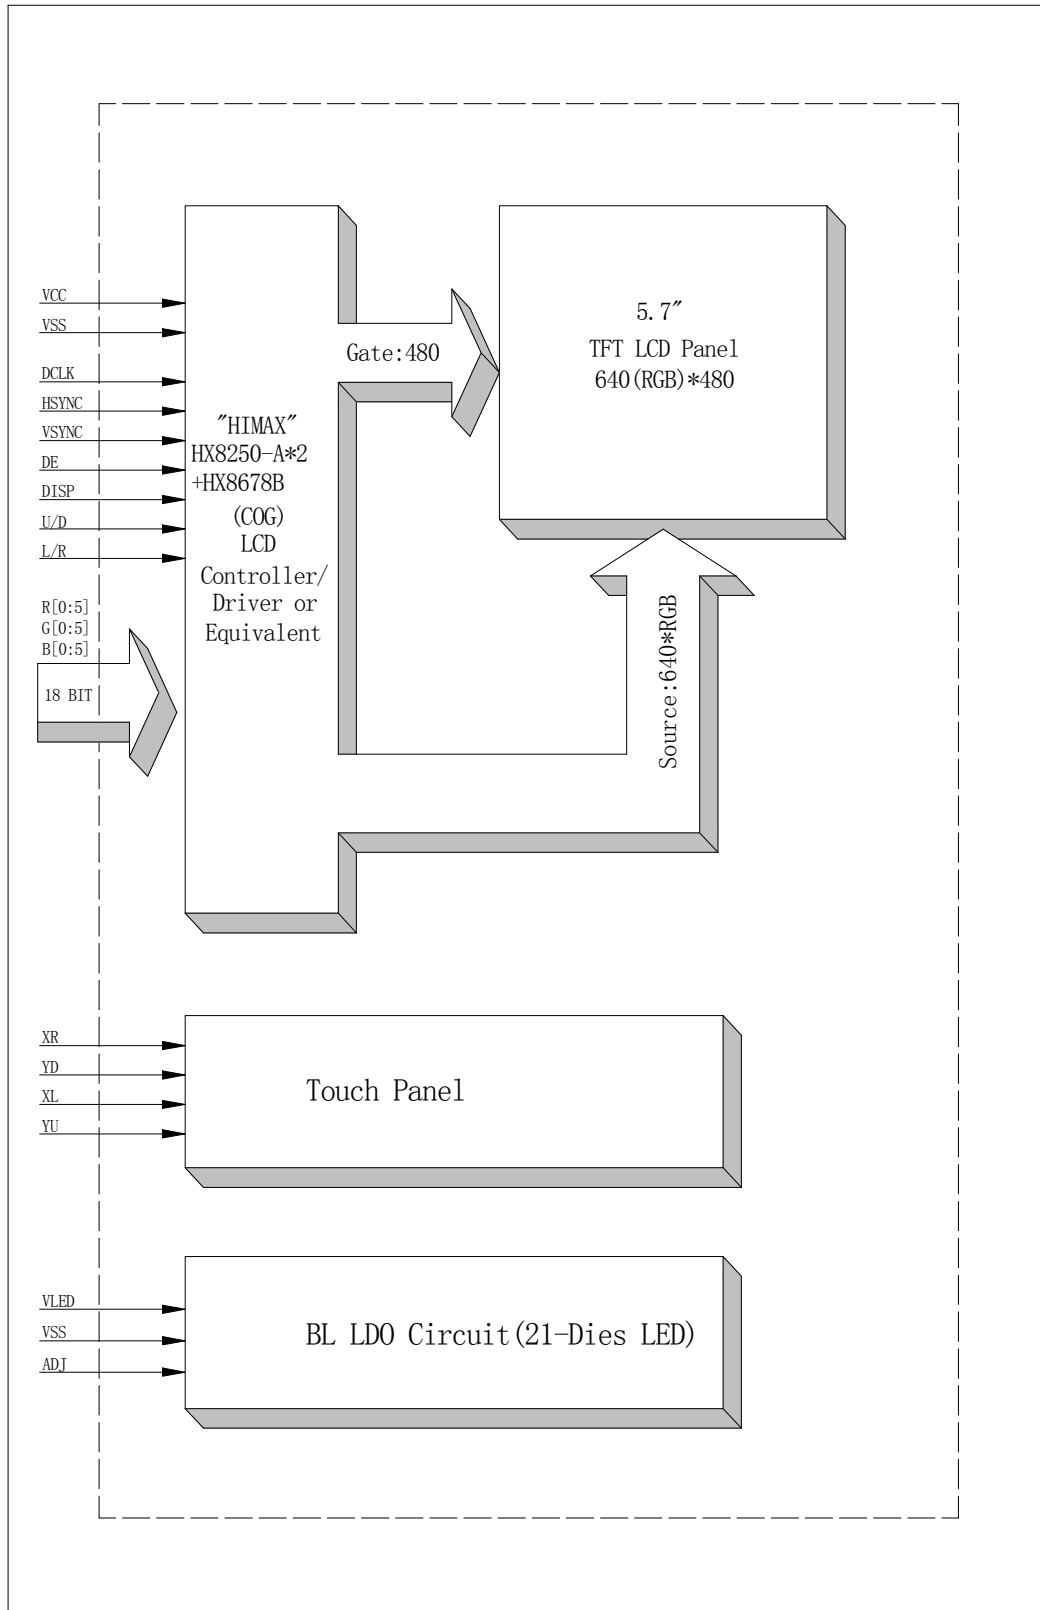 VCC
VSS
DCLK
HSYNC
VSYNC
DE
DISP
U/D
L/R
R[0:5]
G[0:5]
B[0:5]
18 BIT
"HIMAX"
HX8250-A*2
+HX8678B
(COG)
LCD
Controller/
Driver or
Equivalent
Gate:480
5.7"
TFT LCD Panel
640(RGB)*480
Source:640*RGB
XR
YD
XL
YU
Touch Panel
VLED
VSS
ADJ
BL LDO Circuit(21-Dies LED)